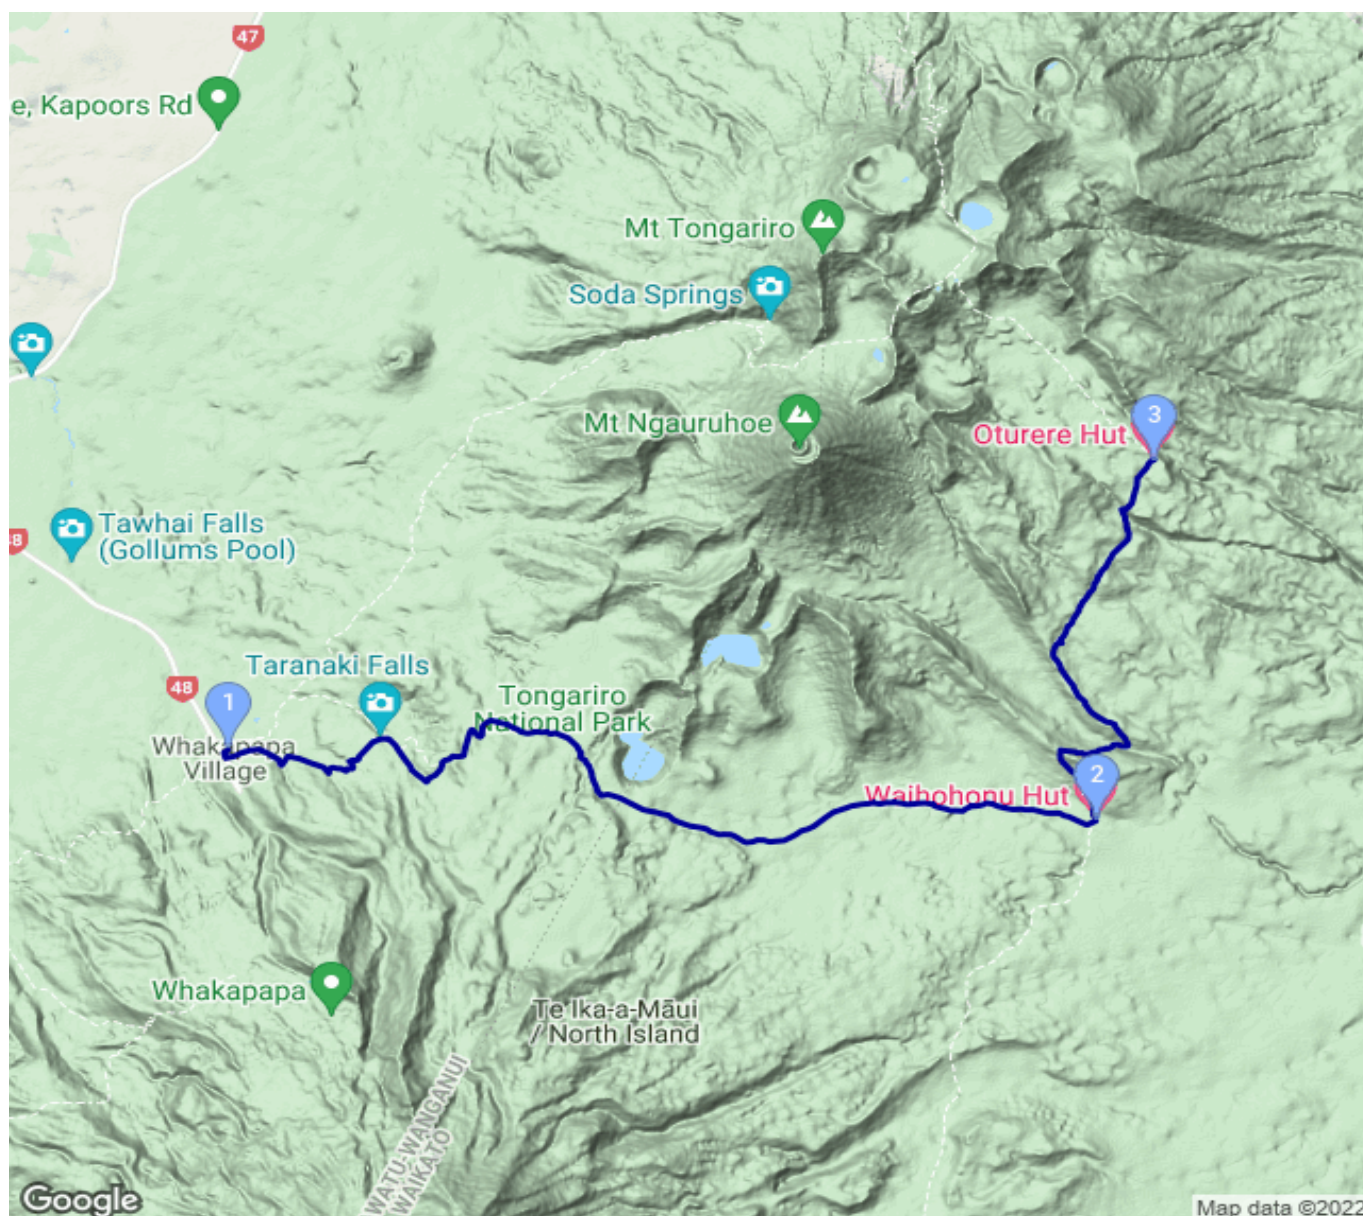 47
e, Kapoors Rd
Mt Tongariro
Soda Springs
Mt Ngauruhoe
3
Oturere Hut
Tawhai Falls
(Gollums Pool)
Taranaki Falls
48
1
Tongariro
National Park
Whakapapa
Village
2
Waihohonu Hut
Whakapapa
Te Ika-a-Māui
/ North Island
WATU-WANGANUI
WAIKATO
Google
Map data ©2022